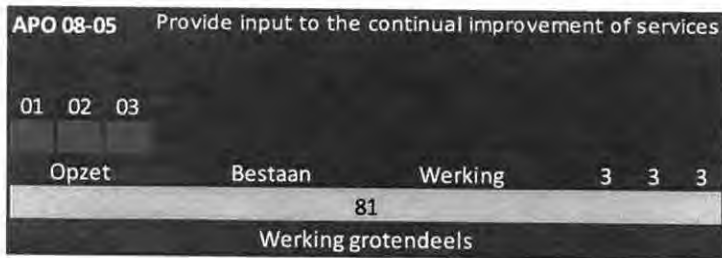 APO 08-05 Provide input to the continual improvement of services
01 02 03
Opzet Bestaan Werking 3 3 3
81
Werking grotendeels